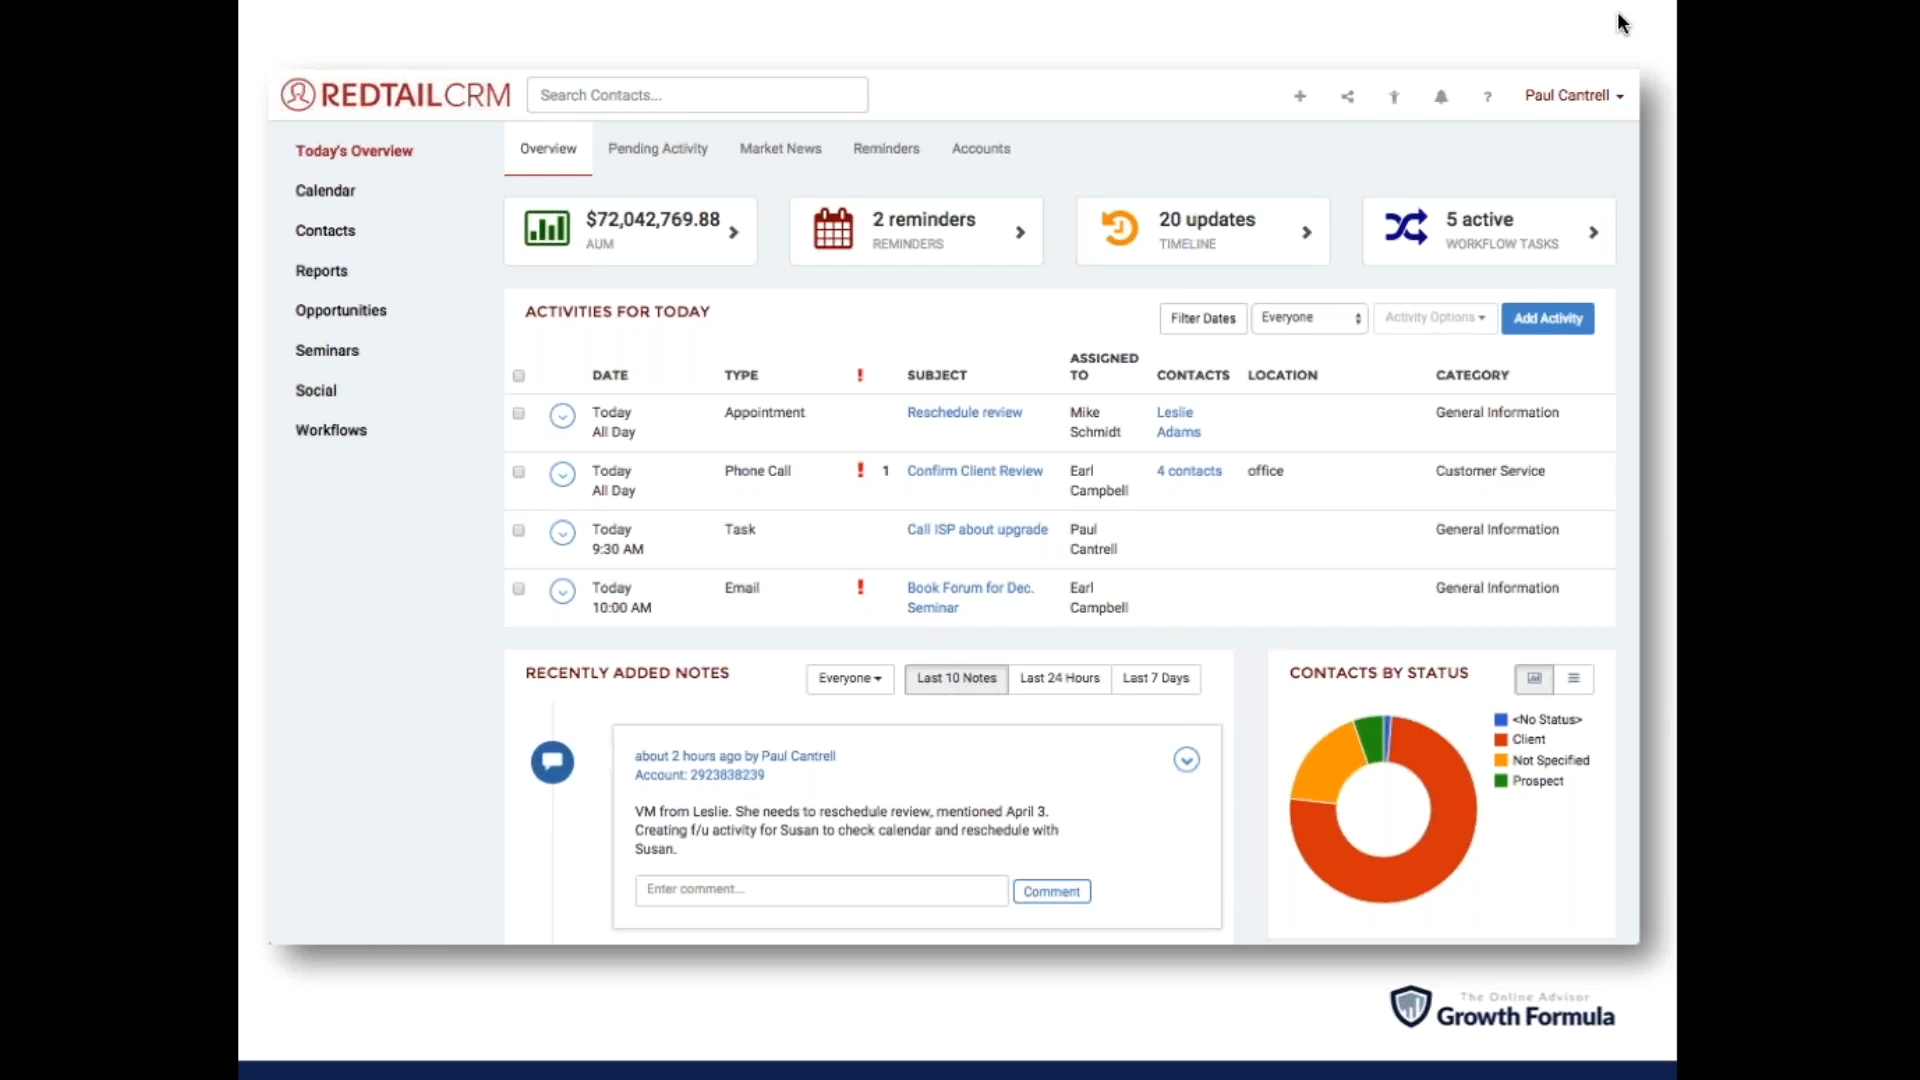 REDTAILCRM
Search Contacts...
?
Paul Cantrell
Today's Overview
Calendar
Contacts
Reports
Opportunities
Seminars
Social
Workflows
Overview
Pending Activity
Market News
Reminders
Accounts
$72,042,769.88
AUM
2 reminders
REMINDERS
20 updates
TIMELINE
5 active
WORKFLOW TASKS
ACTIVITIES FOR TODAY
Filter Dates
Everyone
Activity Options
Add Activity
DATE TYPE ! SUBJECT ASSIGNED TO CONTACTS LOCATION CATEGORY
Today Appointment Reschedule review Mike Leslie General Information
All Day Schmidt Adams
Today Phone Call ! 1 Confirm Client Review Earl 4 contacts office Customer Service
All Day Campbell
Today Task Call ISP about upgrade Paul General Information
9:30 AM Cantrell
Today Email ! Book Forum for Dec. Earl General Information
10:00 AM Seminar Campbell
RECENTLY ADDED NOTES
Everyone
Last 10 Notes
Last 24 Hours
Last 7 Days
about 2 hours ago by Paul Cantrell
Account: 2923838239
VM from Leslie. She needs to reschedule review, mentioned April 3.
Creating f/u activity for Susan to check calendar and reschedule with
Susan.
Enter comment...
Comment
CONTACTS BY STATUS
<No Status>
Client
Not Specified
Prospect
The Online Advisor
Growth Formula